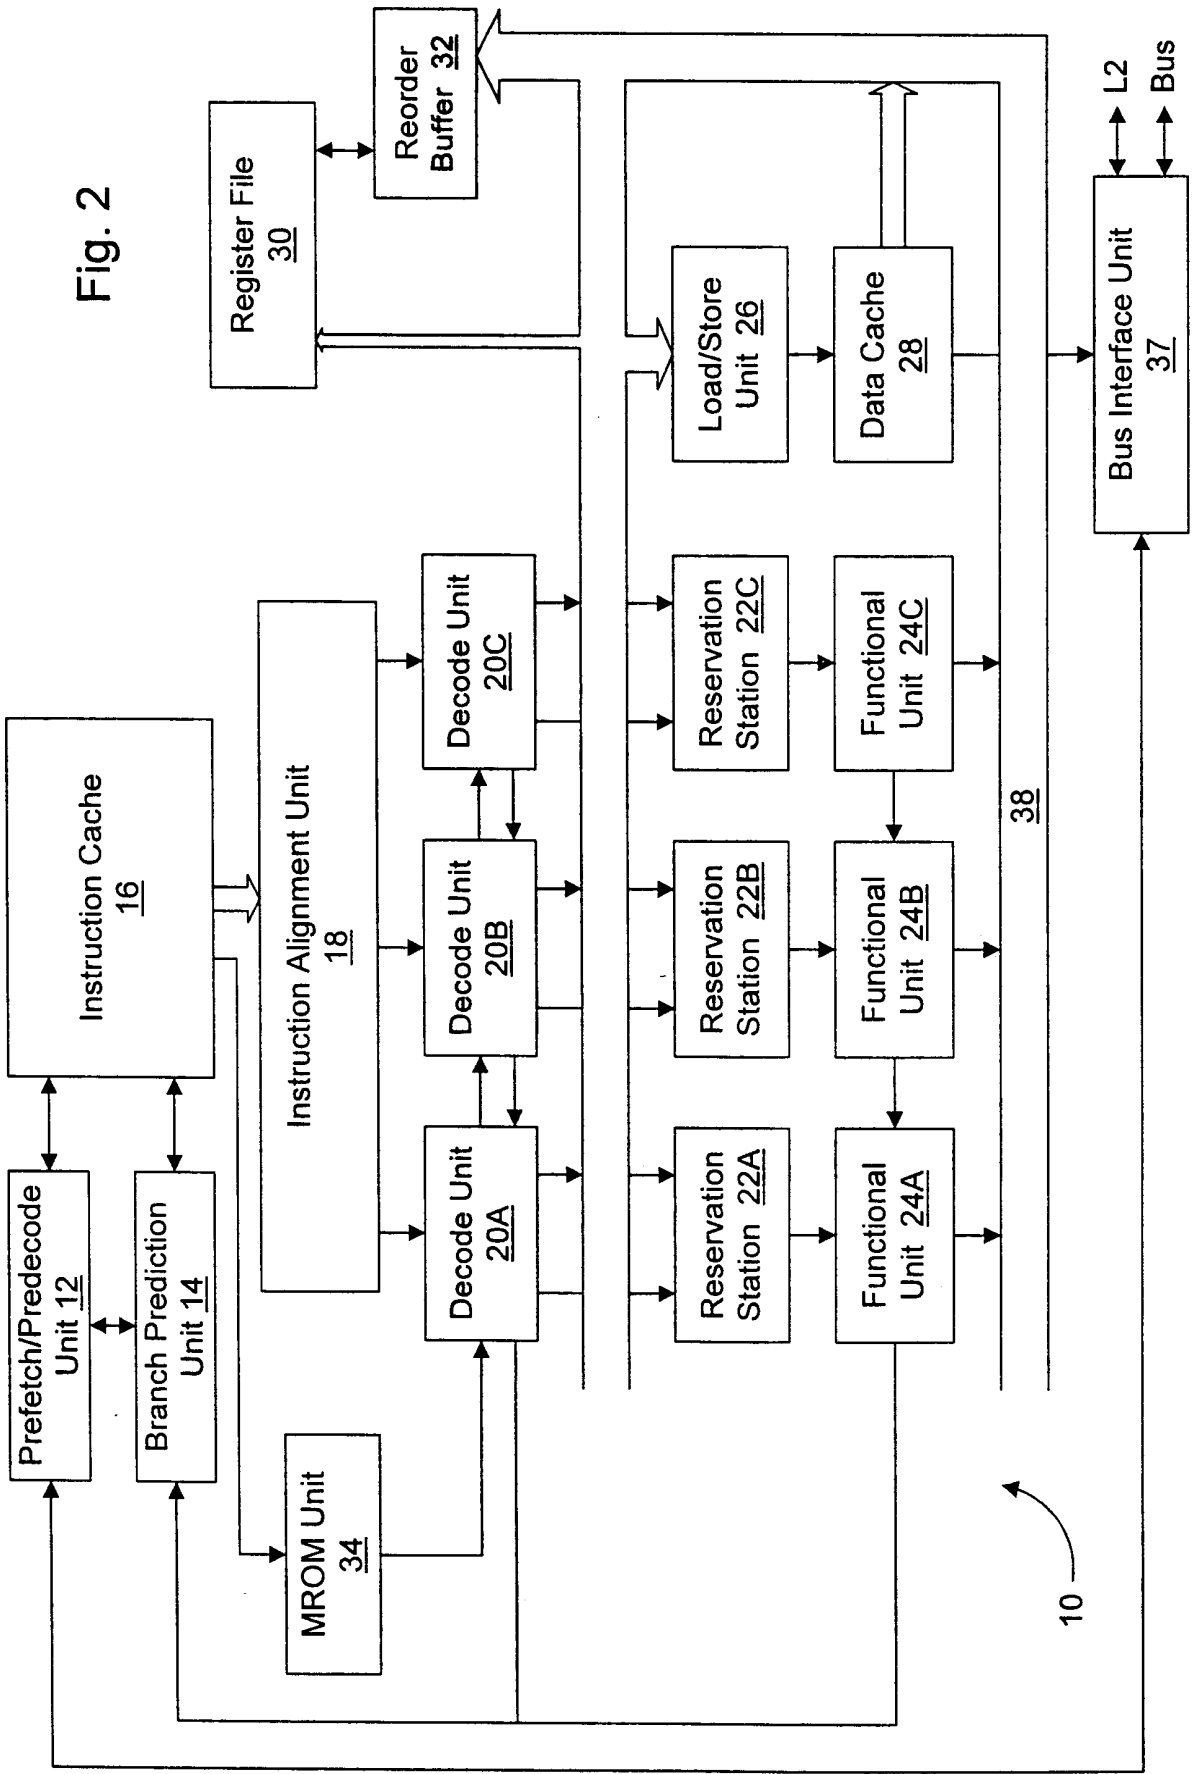 Fig. 2
Prefetch/Predecode
Unit 12
Branch Prediction
Unit 14
Instruction Cache
16
Register File
30
Reorder
Buffer 32
MROM Unit
34
Instruction Alignment Unit
18
Decode Unit
20A
Decode Unit
20B
Decode Unit
20C
Reservation
Station 22A
Reservation
Station 22B
Reservation
Station 22C
Load/Store
Unit 26
Functional
Unit 24A
Functional
Unit 24B
Functional
Unit 24C
Data Cache
28
38
10
Bus Interface Unit
37
L2
Bus